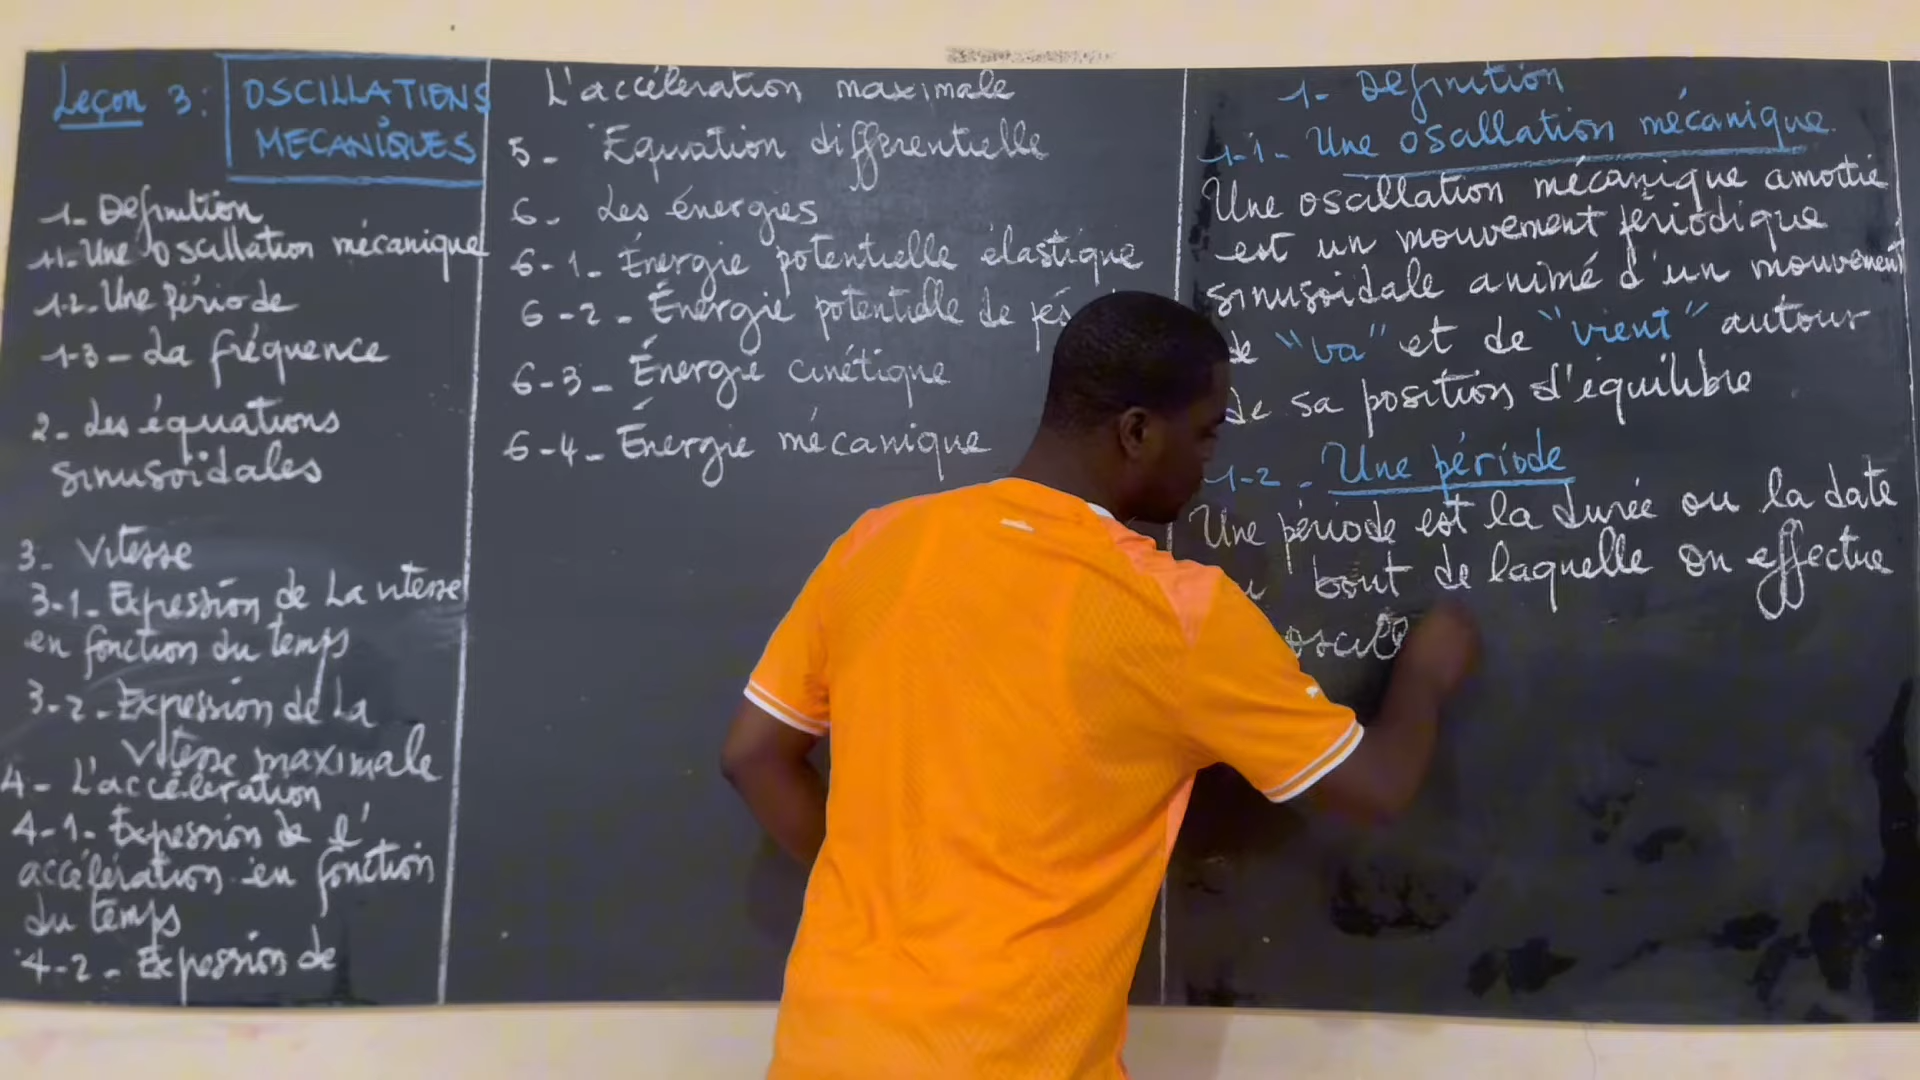 Leçon 3: OSCILLATIONS
MECANIQUES
1- Definition
1.1- Une oscillation mécanique
1.2- Une période
1-3- La fréquence
2- Les équations
sinusoïdales
3- Vitesse
3-1- Expression de La vitesse
en fonction du temps
3-2- Expression de La
Vitesse maximale
4- L'accéleration
4-1- Expression de l'
accélération en fonction
du temps
4-2- Expression de
L'accéleration maximale
5- Equation differentielle
6- Les énergies
6-1- Énergie potentielle élastique
6-2- Énergie potentielle de pes
6-3- Énergie cinétique
6-4- Énergie mécanique
1- Definition
1-1- Une oscillation mécanique
Une oscillation mécanique amortie
est un mouvement périodique
sinusoïdale animé d'un mouvement
de "va" et de "vient" autour
de sa position d'équilibre
1-2- Une période
Une période est la durée ou la date
bout de laquelle on effectue
oscill